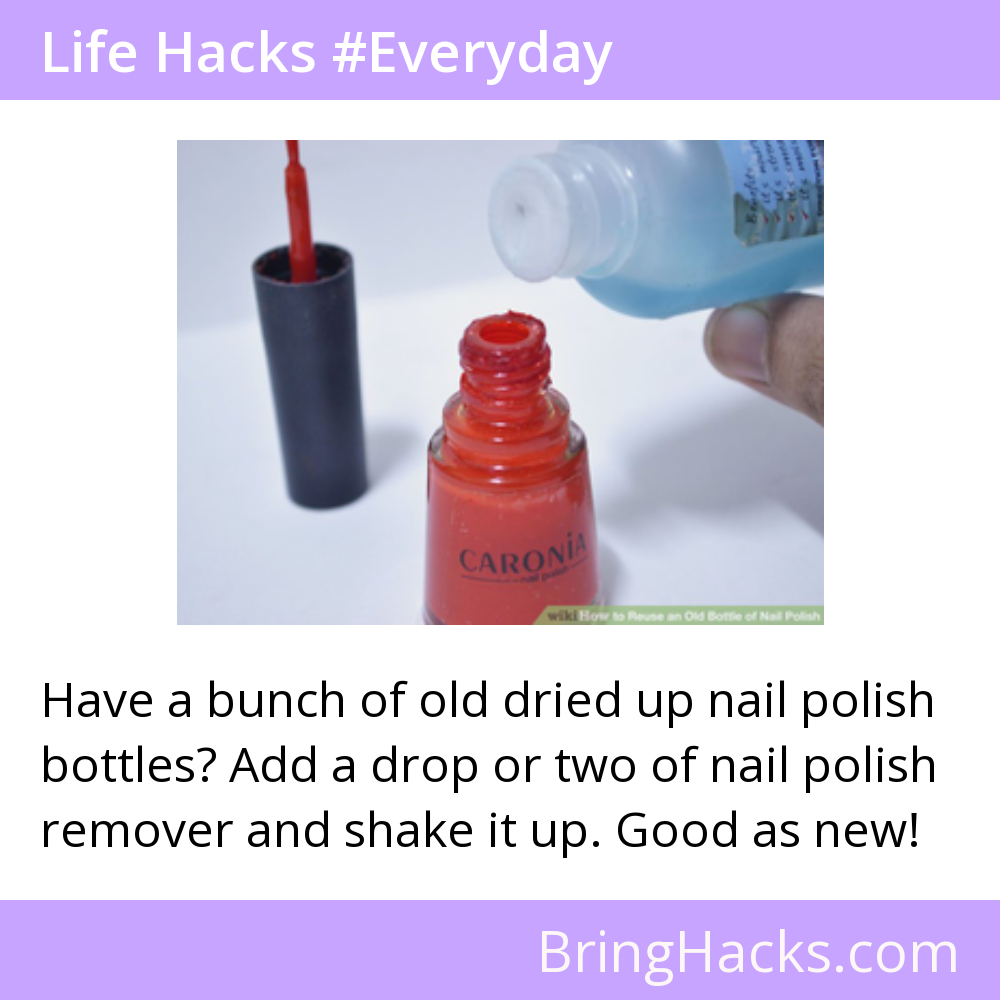 Life Hacks #Everyday
CARONiA
nail polish
wikiHow to Reuse an Old Bottle of Nail Polish
Have a bunch of old dried up nail polish
bottles? Add a drop or two of nail polish
remover and shake it up. Good as new!
BringHacks.com